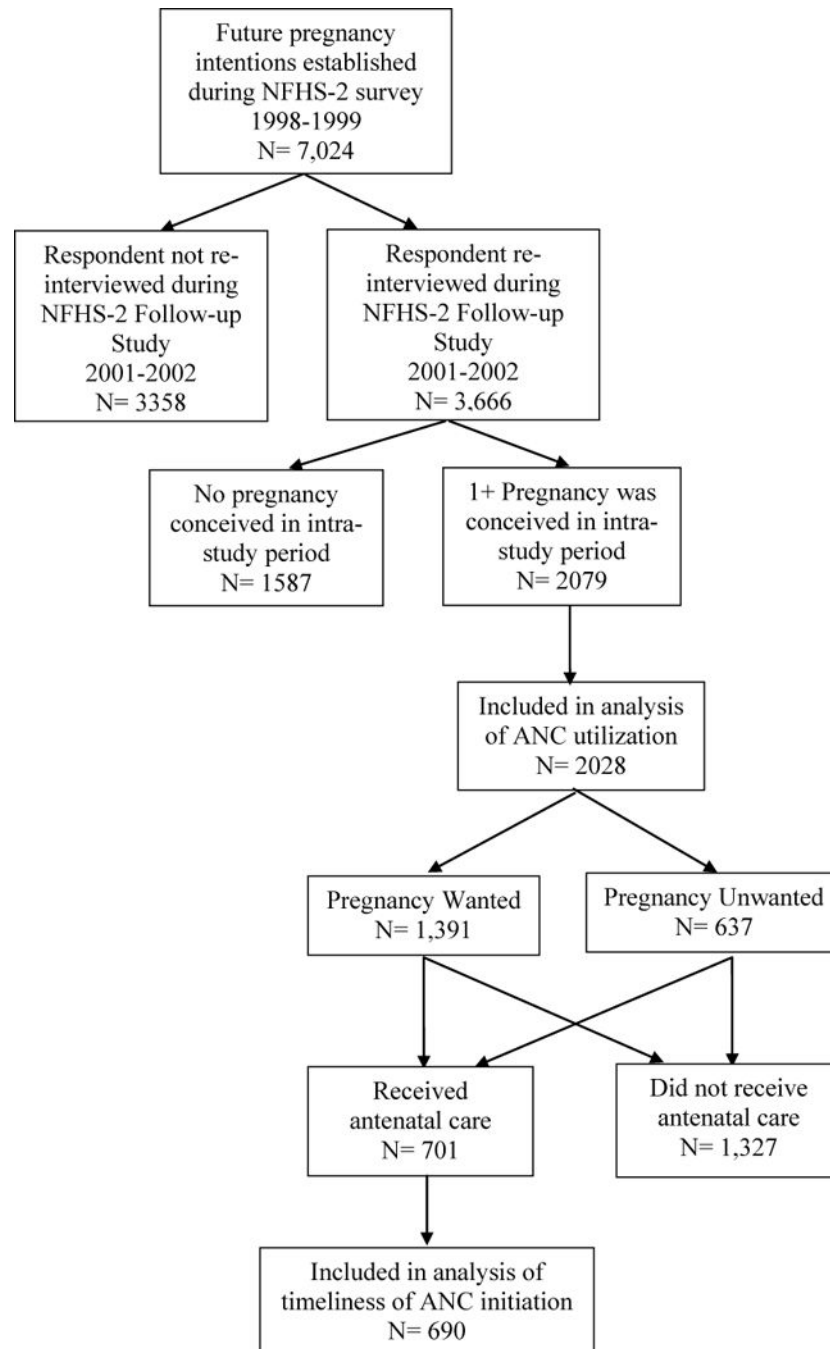 Future pregnancy
intentions established
during NFHS-2 survey
1998-1999
N= 7,024
Respondent not re-
interviewed during
NFHS-2 Follow-up
Study
2001-2002
N= 3358
Respondent re-
interviewed during
NFHS-2 Follow-up
Study
2001-2002
N= 3,666
No pregnancy
conceived in intra-
study period
N= 1587
1+ Pregnancy was
conceived in intra-
study period
N= 2079
Included in analysis
of ANC utilization
N= 2028
Pregnancy Wanted
N= 1,391
Pregnancy Unwanted
N= 637
Received
antenatal care
N= 701
Did not receive
antenatal care
N= 1,327
Included in analysis of
timeliness of ANC initiation
N= 690